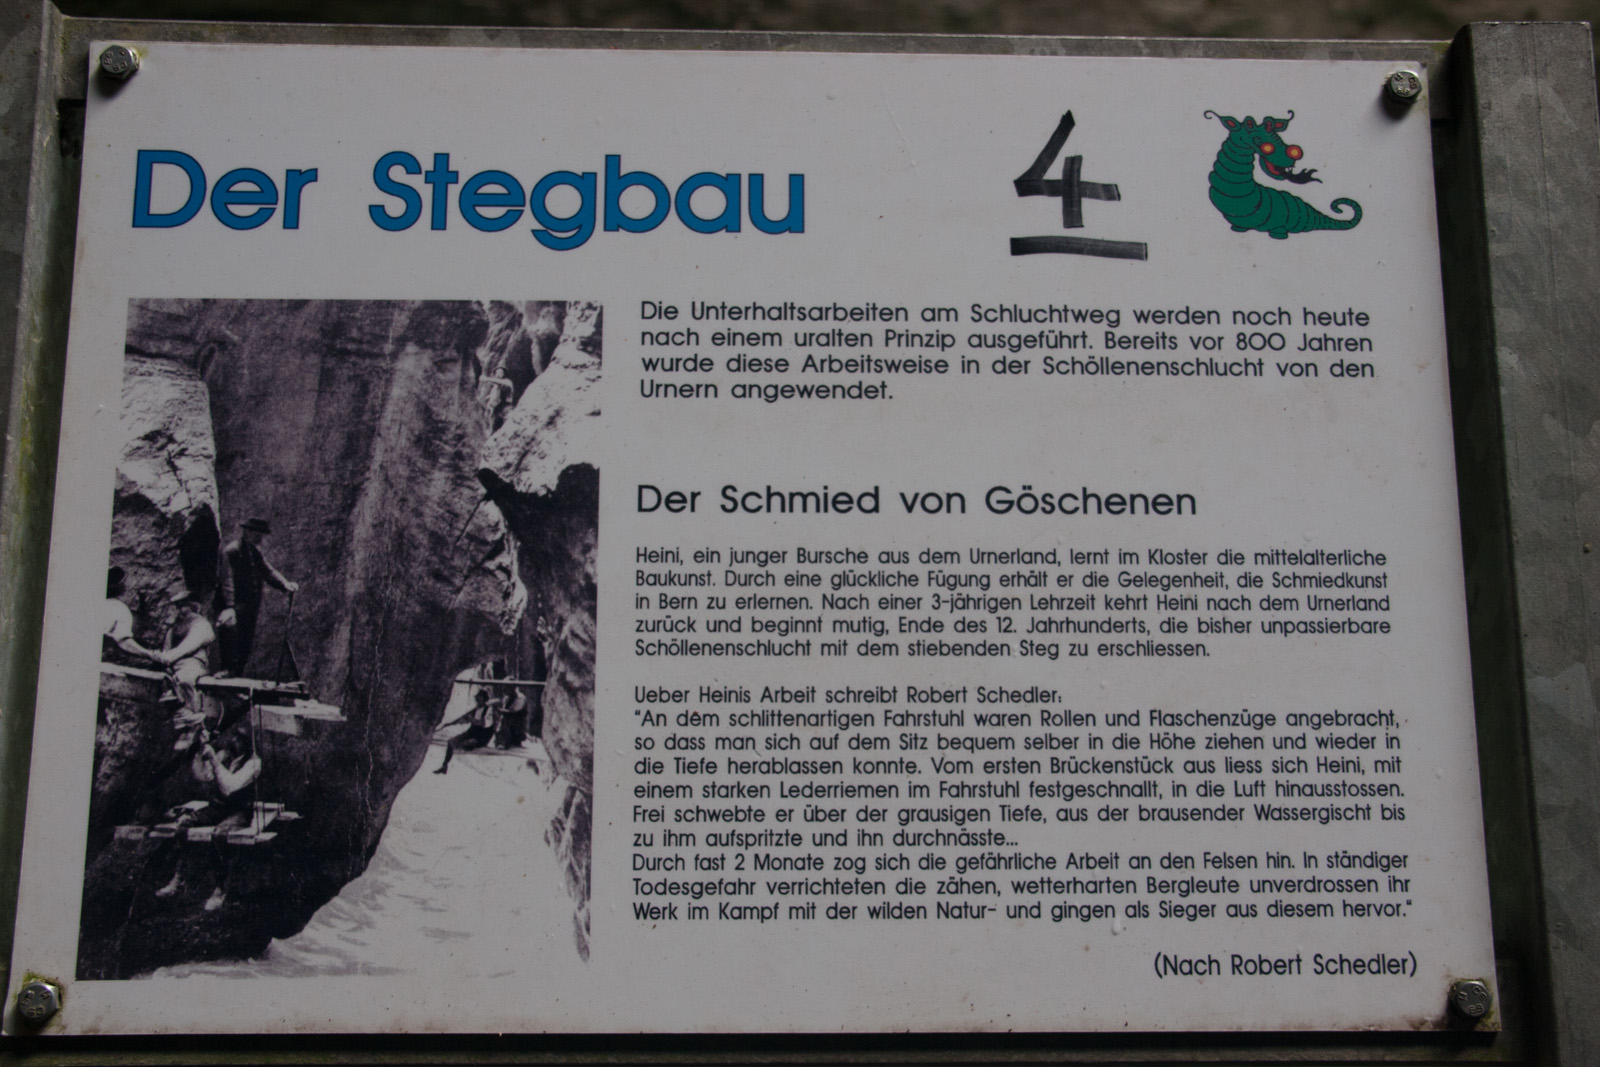 Der Stegbau
4
Die Unterhaltsarbeiten am Schluchtweg werden noch heute
nach einem uralten Prinzip ausgeführt. Bereits vor 800 Jahren
wurde diese Arbeitsweise in der Schöllenenschlucht von den
Urnern angewendet.
Der Schmied von Göschenen
Heini, ein junger Bursche aus dem Urnerland, lernt im Kloster die mittelalterliche
Baukunst. Durch eine glückliche Fügung erhält er die Gelegenheit, die Schmiedkunst
in Bern zu erlernen. Nach einer 3-jährigen Lehrzeit kehrt Heini nach dem Urnerland
zurück und beginnt mutig, Ende des 12. Jahrhunderts, die bisher unpassierbare
Schöllenenschlucht mit dem stiebenden Steg zu erschliessen.
Ueber Heinis Arbeit schreibt Robert Schedler:
"An dem schlittenartigen Fahrstuhl waren Rollen und Flaschenzüge angebracht,
so dass man sich auf dem Sitz bequem selber in die Höhe ziehen und wieder in
die Tiefe herablassen konnte. Vom ersten Brückenstück aus liess sich Heini, mit
einem starken Lederriemen im Fahrstuhl festgeschnallt, in die Luft hinausstossen.
Frei schwebte er über der grausigen Tiefe, aus der brausender Wassergischt bis
zu ihm aufspritzte und ihn durchnässte...
Durch fast 2 Monate zog sich die gefährliche Arbeit an den Felsen hin. In ständiger
Todesgefahr verrichteten die zähen, wetterharten Bergleute unverdrossen ihr
Werk im Kampf mit der wilden Natur- und gingen als Sieger aus diesem hervor."
(Nach Robert Schedler)